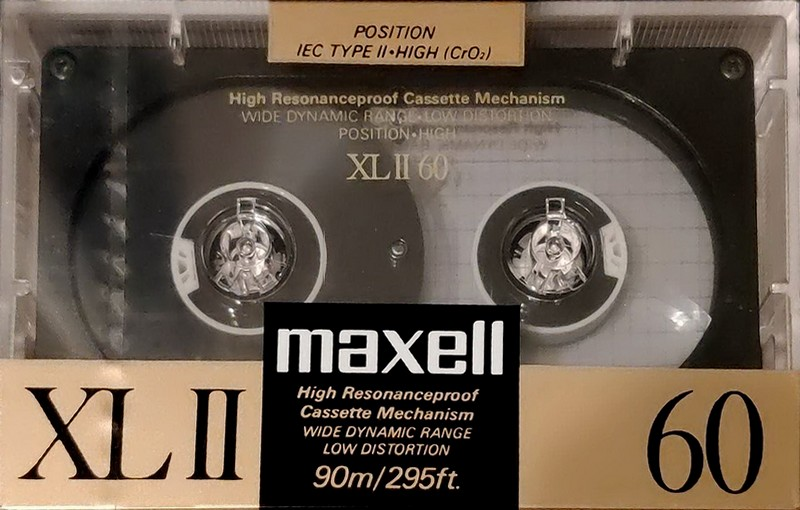 POSITION
IEC TYPE II•HIGH (CrO₂)
High Resonanceproof Cassette Mechanism
WIDE DYNAMIC RANGE•LOW DISTORTION
POSITION•HIGH
XL II 60
maxell
High Resonanceproof
Cassette Mechanism
WIDE DYNAMIC RANGE
LOW DISTORTION
90m/295ft.
XL II
60